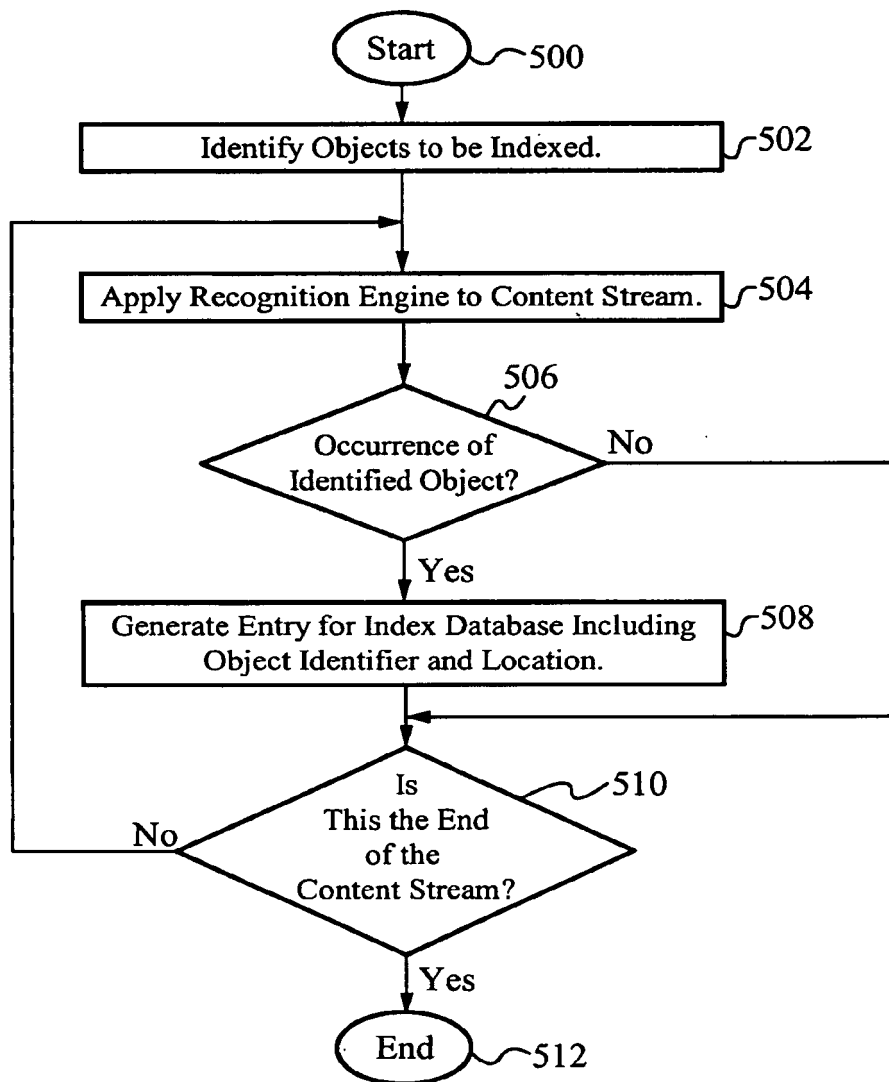 Start
500
Identify Objects to be Indexed.
502
Apply Recognition Engine to Content Stream.
504
506
Occurrence of
Identified Object?
No
Yes
Generate Entry for Index Database Including
Object Identifier and Location.
508
Is
This the End
of the
Content Stream?
510
No
Yes
End
512